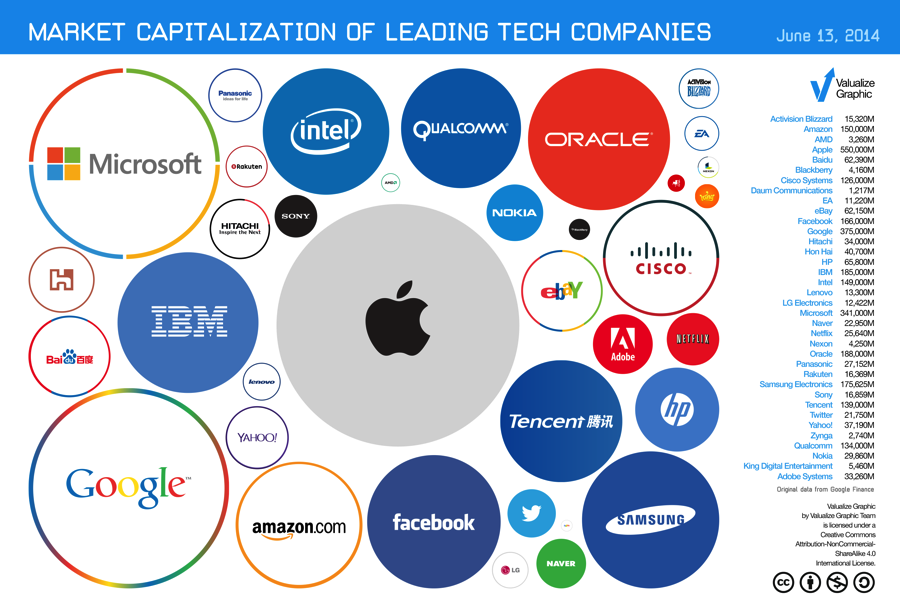 MARKET CAPITALIZATION OF LEADING TECH COMPANIES
June 13, 2014
Microsoft
Panasonic
ideas for life
intel
QUALCOMM
ORACLE
ACTIVISION
BLIZZARD
EA
Rakuten
AMD
HITACHI
Inspire the Next
SONY
NOKIA
CISCO
ebaY
IBM
Baidu百度
lenovo
Adobe
NETFLIX
YAHOO!
Tencent 腾讯
hp
Google™
amazon.com
facebook
SAMSUNG
LG
NAVER
Valualize
Graphic
Activision Blizzard 15,320M
Amazon 150,000M
AMD 3,260M
Apple 550,000M
Baidu 62,390M
Blackberry 4,160M
Cisco Systems 126,000M
Daum Communications 1,217M
EA 11,220M
eBay 62,150M
Facebook 166,000M
Google 375,000M
Hitachi 34,000M
Hon Hai 40,700M
HP 65,800M
IBM 185,000M
Intel 149,000M
Lenovo 13,300M
LG Electronics 12,422M
Microsoft 341,000M
Naver 22,950M
Netflix 25,640M
Nexon 4,250M
Oracle 188,000M
Panasonic 27,152M
Rakuten 16,369M
Samsung Electronics 175,625M
Sony 16,859M
Tencent 139,000M
Twitter 21,750M
Yahoo! 37,190M
Zynga 2,740M
Qualcomm 134,000M
Nokia 29,860M
King Digital Entertainment 5,460M
Adobe Systems 33,260M
Original data from Google Finance
Valualize Graphic
by Valualize Graphic Team
is licensed under a
Creative Commons
Attribution-NonCommercial-
ShareAlike 4.0
International License.
cc